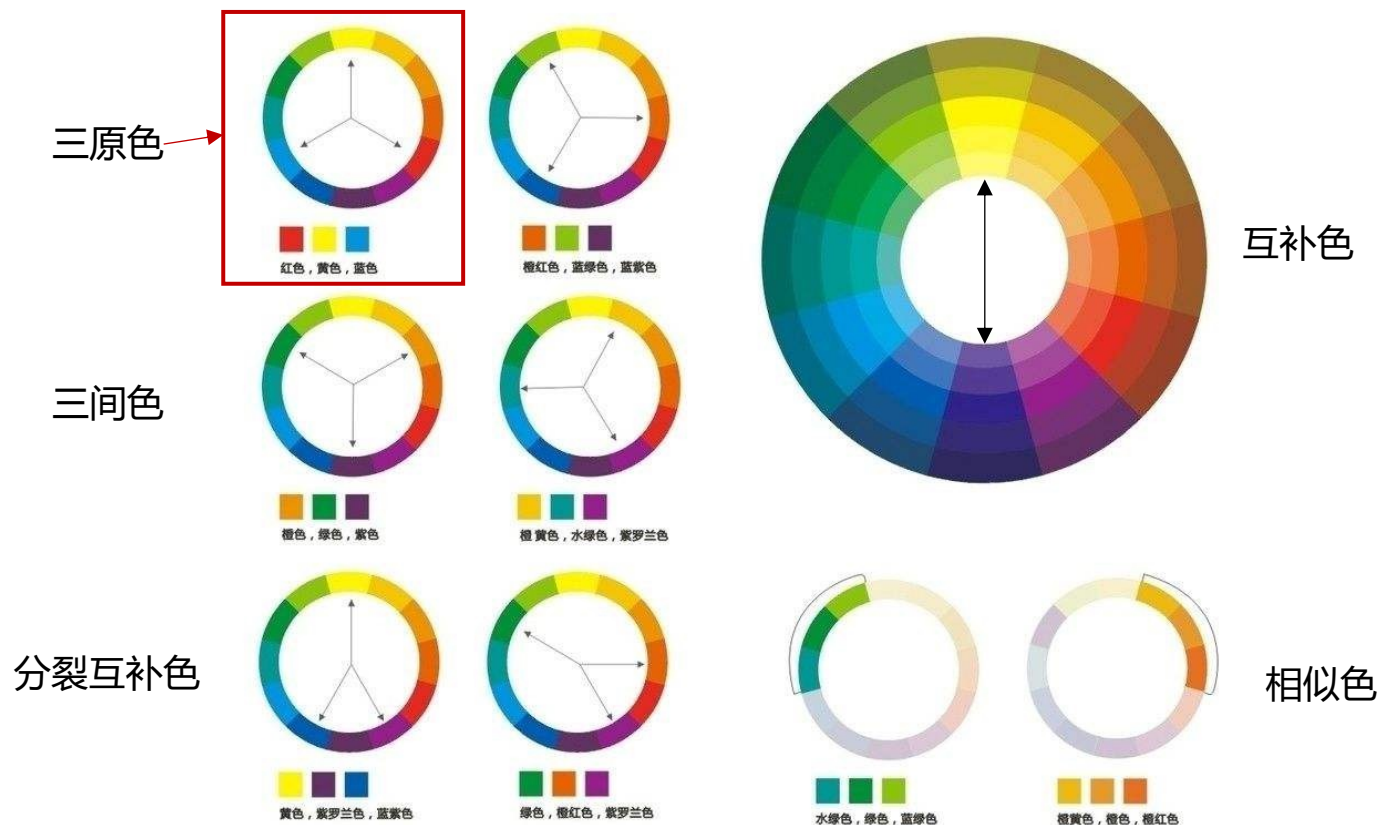 三原色
红色，黄色，蓝色
橙红色，蓝绿色，蓝紫色
互补色
三间色
橙色，绿色，紫色
橙黄色，水绿色，紫罗兰色
分裂互补色
黄色，紫罗兰色，蓝紫色
绿色，橙红色，紫罗兰色
水绿色，绿色，蓝绿色
橙黄色，橙色，橙红色
相似色